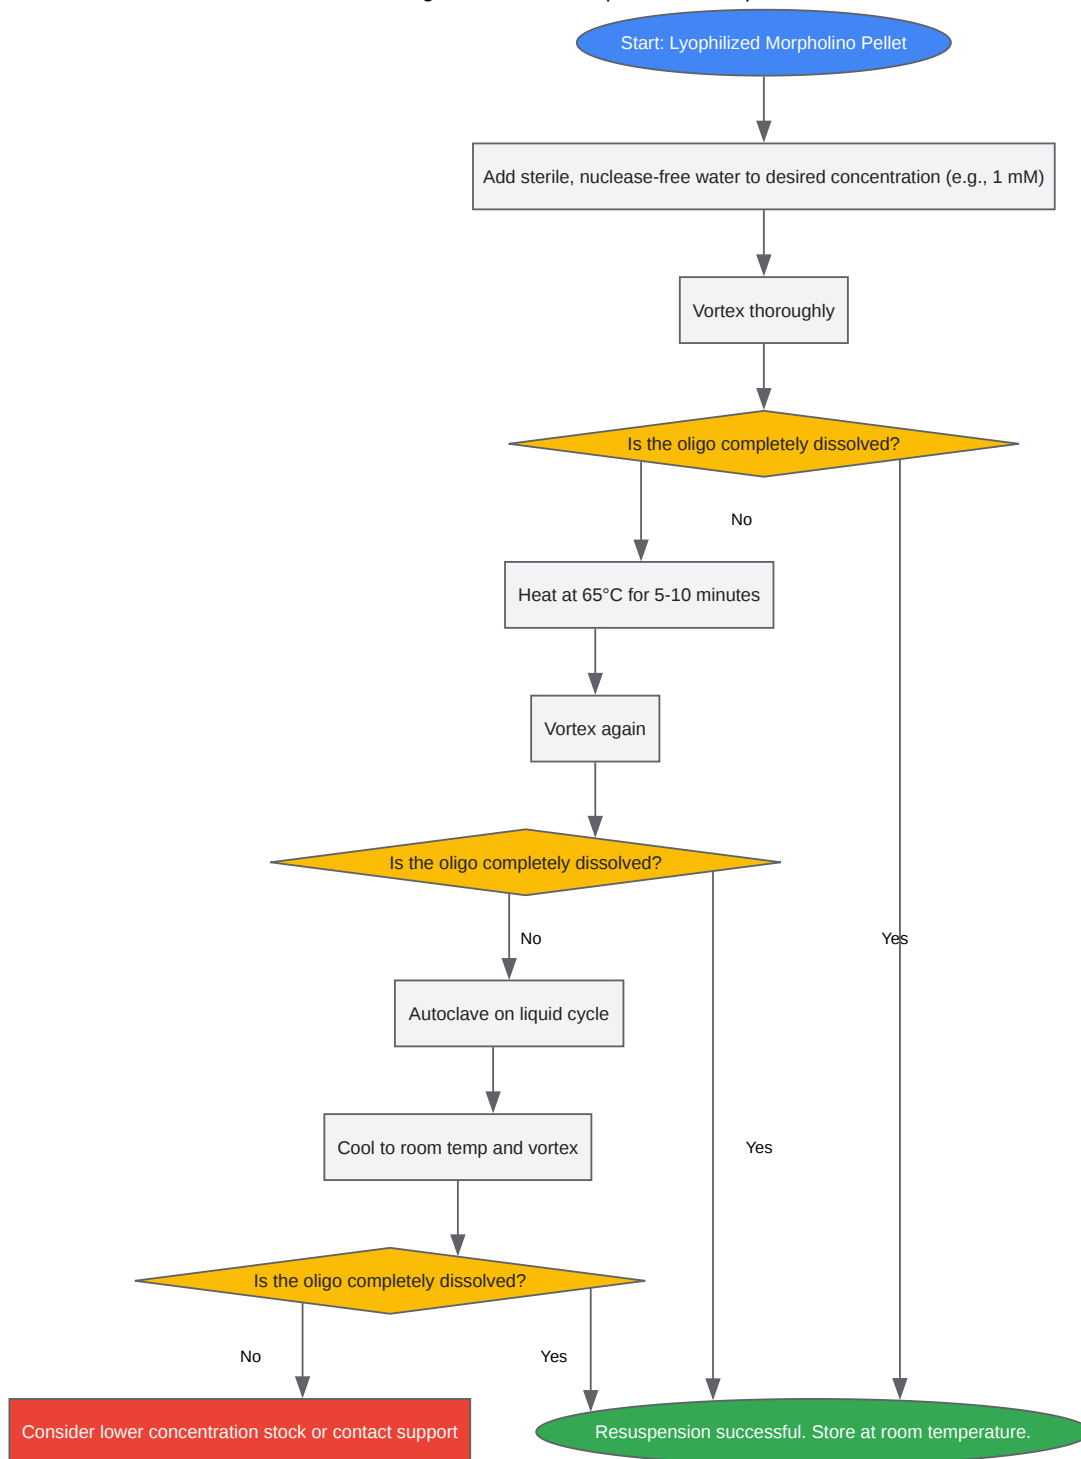 Start: Lyophilized Morpholino Pellet
Add sterile, nuclease-free water to desired concentration (e.g., 1 mM)
Vortex thoroughly
Is the oligo completely dissolved?
No
Heat at 65°C for 5-10 minutes
Vortex again
Is the oligo completely dissolved?
No
Yes
Autoclave on liquid cycle
Cool to room temp and vortex
Yes
Is the oligo completely dissolved?
No
Yes
Consider lower concentration stock or contact support
Resuspension successful. Store at room temperature.